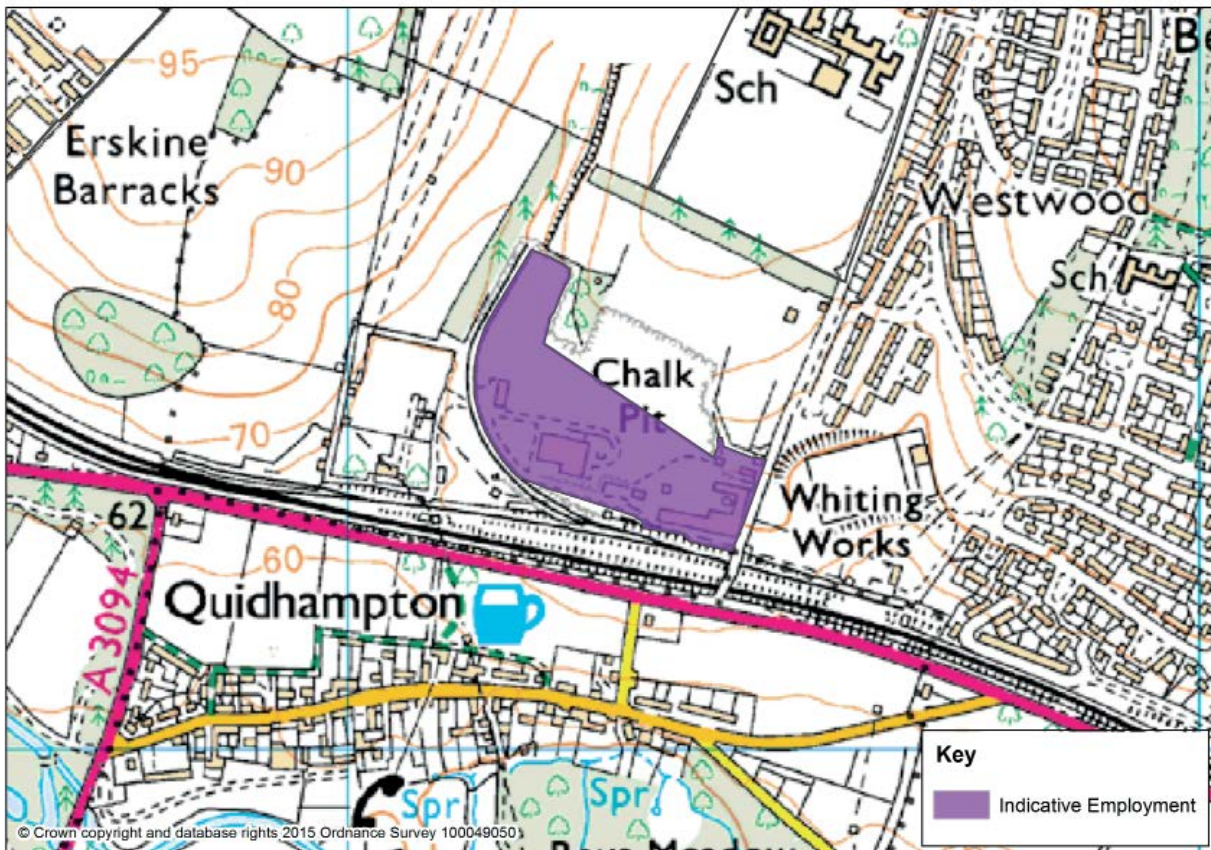 95
Sch
Be
Erskine
Barracks
90
Westwood
Sch
80
Chalk
Pit
70
Whiting
Works
62
60
Quidhampton
A 3094
Key
Indicative Employment
Spr
Spr
© Crown copyright and database rights 2015 Ordnance Survey 100049050